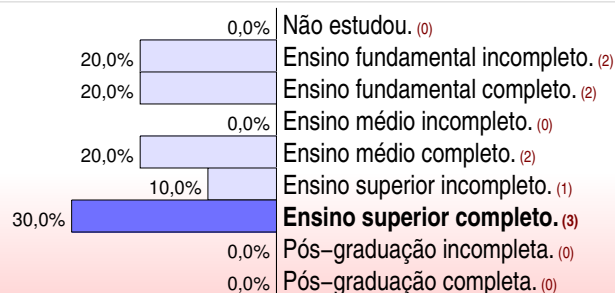 0,0% Não estudou. (0)
20,0% Ensino fundamental incompleto. (2)
20,0% Ensino fundamental completo. (2)
0,0% Ensino médio incompleto. (0)
20,0% Ensino médio completo. (2)
10,0% Ensino superior incompleto. (1)
30,0% Ensino superior completo. (3)
0,0% Pós−graduação incompleta. (0)
0,0% Pós−graduação completa. (0)